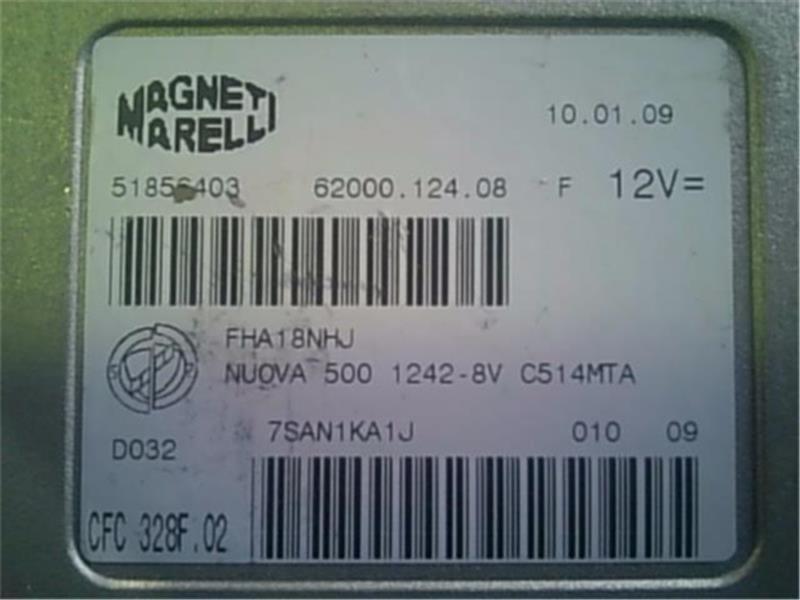 MAGNETI
MARELLI
10.01.09
51856403 62000.124.08 F 12V=
FHA18NHJ
NUOVA 500 1242-8V C514MTA
7SAN1KA1J 010 09
D032
CFC 328F.02